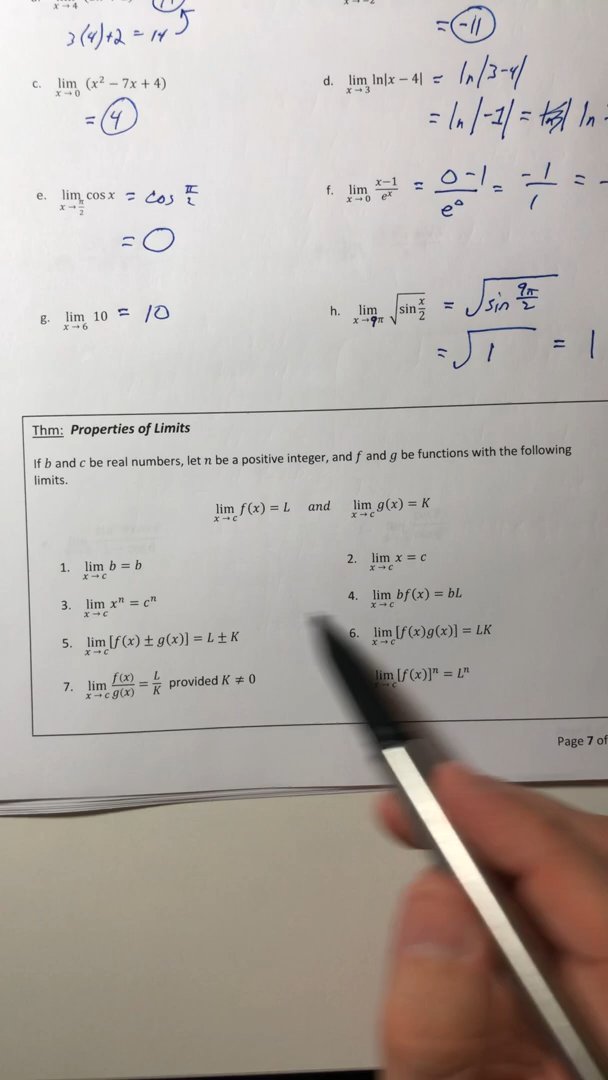 x→4
3(4)+2 = 14
= -11
c. lim x→0 (x² − 7x + 4)
= 4
d. lim x→3 ln|x − 4| = ln|3-4|
= ln|-1| = ln
e. lim x→π/2 cos x = cos π/2
= 0
f. lim x→0 (x−1)/eˣ = (0-1)/e⁰ = -1/1 = -
g. lim x→6 10 = 10
h. lim x→9π √(sin x/2) = √(sin 9π/2)
= √1 = 1
Thm: Properties of Limits
If b and c be real numbers, let n be a positive integer, and f and g be functions with the following
limits.
lim x→c f(x) = L and lim x→c g(x) = K
1. lim x→c b = b
2. lim x→c x = c
3. lim x→c xⁿ = cⁿ
4. lim x→c bf(x) = bL
5. lim x→c [f(x) ± g(x)] = L ± K
6. lim x→c [f(x)g(x)] = LK
7. lim x→c f(x)/g(x) = L/K provided K ≠ 0
lim x→c [f(x)]ⁿ = Lⁿ
Page 7 of